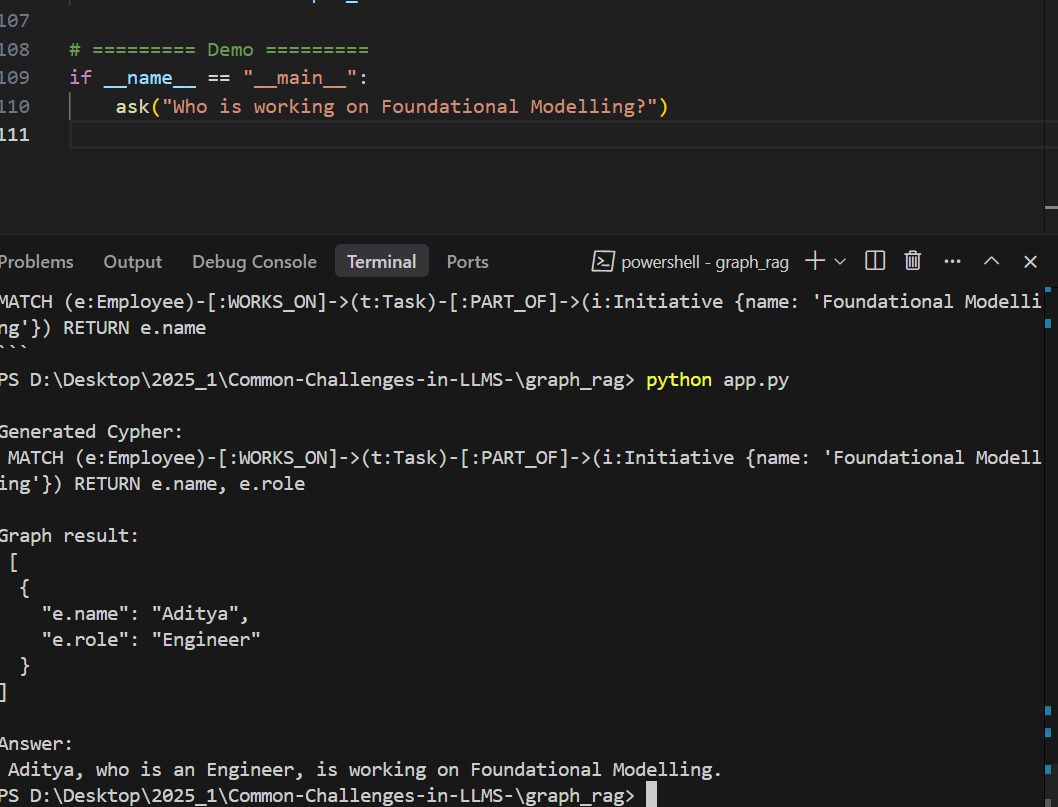 107
108 # ========= Demo =========
109 if __name__ == "__main__":
110 ask("Who is working on Foundational Modelling?")
111
Problems Output Debug Console Terminal Ports powershell - graph_rag
MATCH (e:Employee)-[:WORKS_ON]->(t:Task)-[:PART_OF]->(i:Initiative {name: 'Foundational Modelli
ng'}) RETURN e.name
```
PS D:\Desktop\2025_1\Common-Challenges-in-LLMS-\graph_rag> python app.py
Generated Cypher:
MATCH (e:Employee)-[:WORKS_ON]->(t:Task)-[:PART_OF]->(i:Initiative {name: 'Foundational Modell
ing'}) RETURN e.name, e.role
Graph result:
[
{
"e.name": "Aditya",
"e.role": "Engineer"
}
]
Answer:
Aditya, who is an Engineer, is working on Foundational Modelling.
PS D:\Desktop\2025_1\Common-Challenges-in-LLMS-\graph_rag>